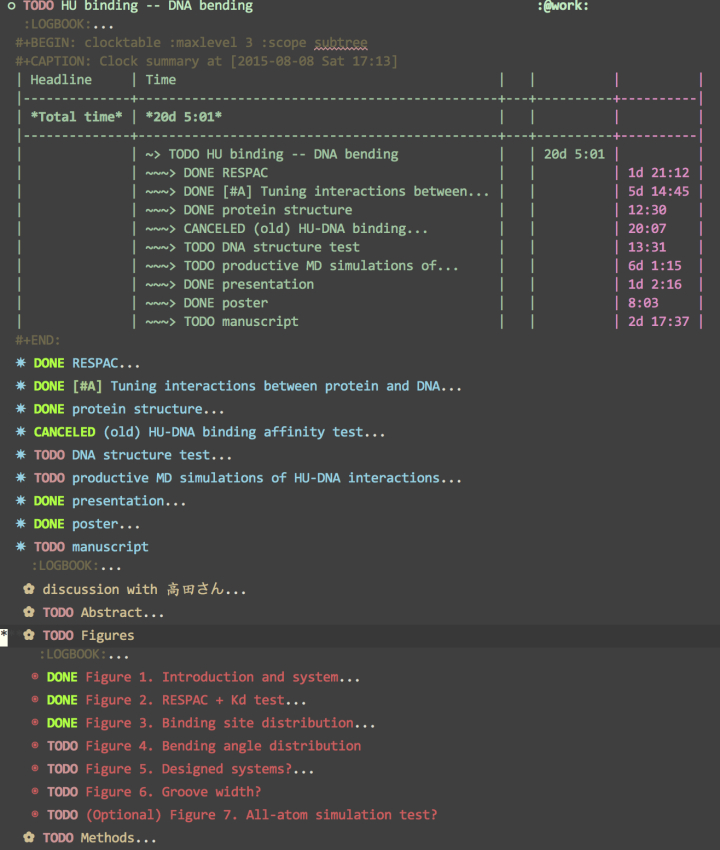 TODO HU binding -- DNA bending :@work:
:LOGBOOK:...
#+BEGIN: clocktable :maxlevel 3 :scope subtree
#+CAPTION: Clock summary at [2015-08-08 Sat 17:13]
| Headline | Time | | | |
|--------------+----------------------------------------------+---+---------+----------|
| *Total time* | *20d 5:01* | | | |
|--------------+----------------------------------------------+---+---------+----------|
| | ~> TODO HU binding -- DNA bending | | 20d 5:01 | |
| | ~~~> DONE RESPAC | | | 1d 21:12 |
| | ~~~> DONE [#A] Tuning interactions between... | | | 5d 14:45 |
| | ~~~> DONE protein structure | | | 12:30 |
| | ~~~> CANCELED (old) HU-DNA binding... | | | 20:07 |
| | ~~~> TODO DNA structure test | | | 13:31 |
| | ~~~> TODO productive MD simulations of... | | | 6d 1:15 |
| | ~~~> DONE presentation | | | 1d 2:16 |
| | ~~~> DONE poster | | | 8:03 |
| | ~~~> TODO manuscript | | | 2d 17:37 |
#+END:
✷ DONE RESPAC...
✷ DONE [#A] Tuning interactions between protein and DNA...
✷ DONE protein structure...
✷ CANCELED (old) HU-DNA binding affinity test...
✷ TODO DNA structure test...
✷ TODO productive MD simulations of HU-DNA interactions...
✷ DONE presentation...
✷ DONE poster...
✷ TODO manuscript
:LOGBOOK:...
✿ discussion with 高田さん...
✿ TODO Abstract...
* ✿ TODO Figures
:LOGBOOK:...
DONE Figure 1. Introduction and system...
DONE Figure 2. RESPAC + Kd test...
DONE Figure 3. Binding site distribution...
TODO Figure 4. Bending angle distribution
TODO Figure 5. Designed systems?...
TODO Figure 6. Groove width?
TODO (Optional) Figure 7. All-atom simulation test?
✿ TODO Methods...